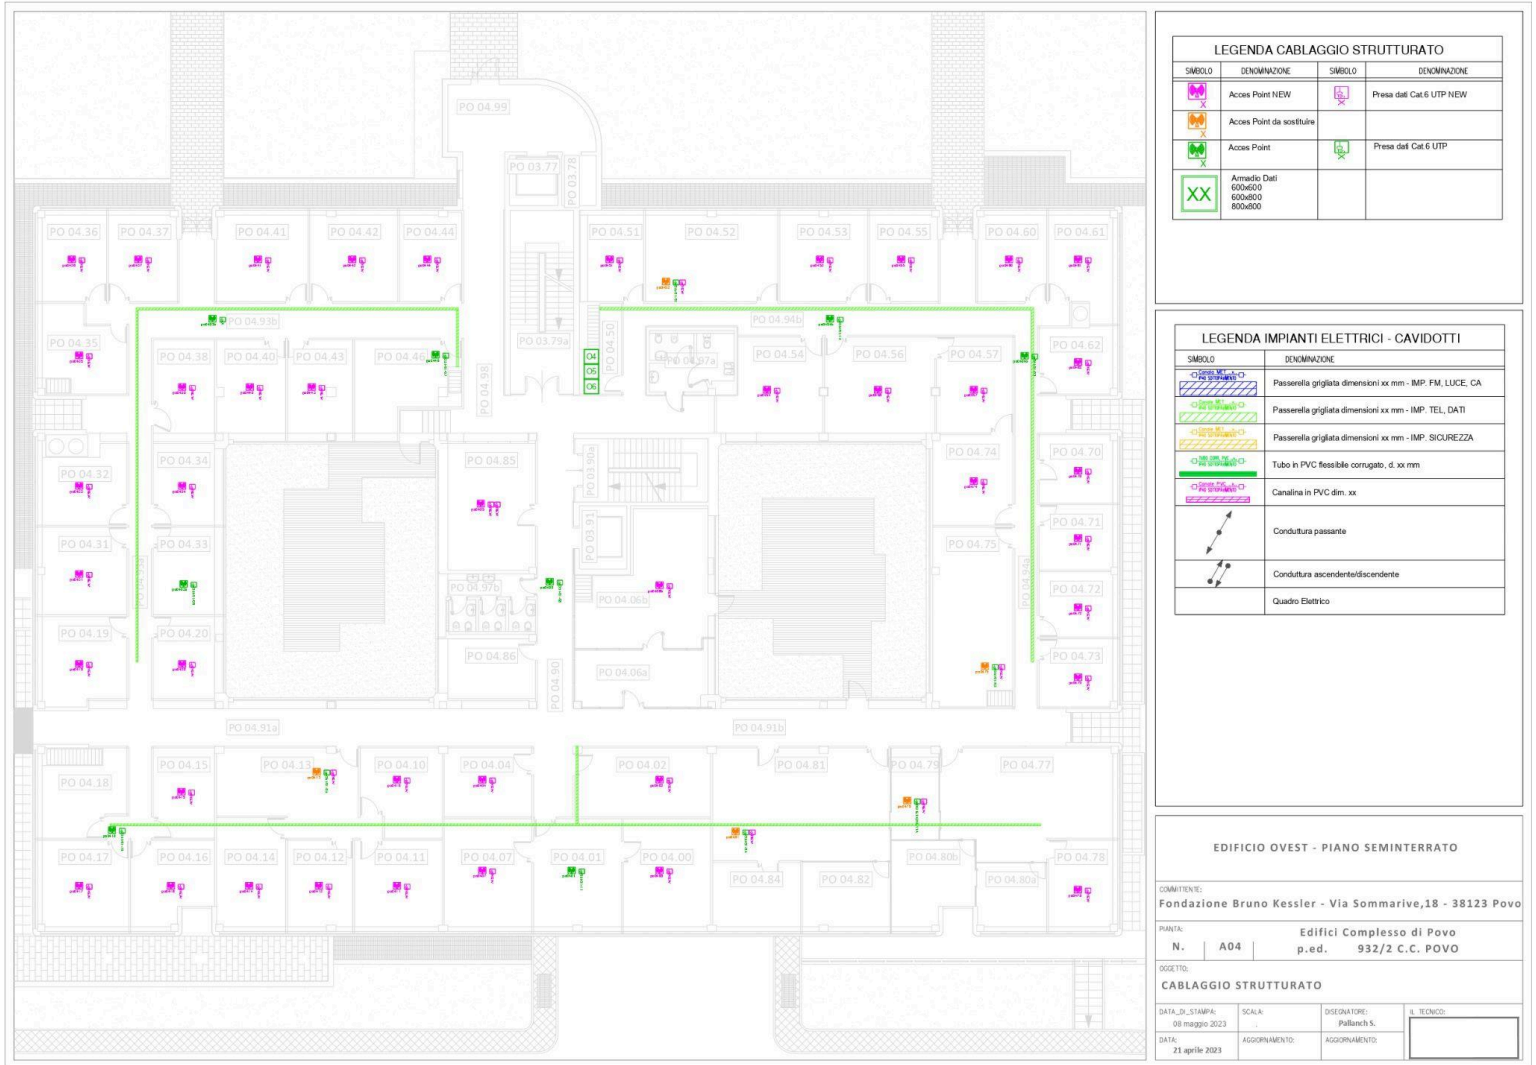 PO 04.99
PO 03.77
PO 03.78
PO 04.36
PO 04.37
PO 04.41
PO 04.42
PO 04.44
PO 04.51
PO 04.52
PO 04.53
PO 04.55
PO 04.60
PO 04.61
PO 04.93b
PO 04.94b
PO 04.35
PO 04.38
PO 04.40
PO 04.43
PO 04.46
PO 04.98
PO 03.79a
PO 04.50
04
05
06
PO 04.97a
PO 04.54
PO 04.56
PO 04.57
PO 04.62
PO 04.32
PO 04.34
PO 04.85
PO 03.90a
PO 04.74
PO 04.70
PO 04.31
PO 04.33
PO 03.91
PO 04.75
PO 04.71
PO 04.97b
PO 04.06b
PO 04.94a
PO 04.72
PO 04.19
PO 04.20
PO 04.86
PO 04.90
PO 04.06a
PO 04.73
PO 04.91a
PO 04.91b
PO 04.18
PO 04.15
PO 04.13
PO 04.10
PO 04.04
PO 04.02
PO 04.81
PO 04.79
PO 04.77
PO 04.17
PO 04.16
PO 04.14
PO 04.12
PO 04.11
PO 04.07
PO 04.01
PO 04.00
PO 04.84
PO 04.82
PO 04.80b
PO 04.80a
PO 04.78
LEGENDA CABLAGGIO STRUTTURATO
SIMBOLO DENOMINAZIONE SIMBOLO DENOMINAZIONE
X Acces Point NEW X Presa dati Cat.6 UTP NEW
X Acces Point da sostituire
X Acces Point X Presa dati Cat.6 UTP
XX Armadio Dati
600x600
600x800
800x800
LEGENDA IMPIANTI ELETTRICI - CAVIDOTTI
SIMBOLO DENOMINAZIONE
Passerella grigliata dimensioni xx mm - IMP. FM, LUCE, CA
Passerella grigliata dimensioni xx mm - IMP. TEL, DATI
Passerella grigliata dimensioni xx mm - IMP. SICUREZZA
Tubo in PVC flessibile corrugato, d. xx mm
Canalina in PVC dim. xx
Conduttura passante
Conduttura ascendente/discendente
Quadro Elettrico
EDIFICIO OVEST - PIANO SEMINTERRATO
COMMITTENTE:
Fondazione Bruno Kessler - Via Sommarive,18 - 38123 Povo
PIANTA:
N. A04
Edifici Complesso di Povo
p.ed. 932/2 C.C. POVO
OGGETTO:
CABLAGGIO STRUTTURATO
DATA_DI_STAMPA: SCALA: DISEGNATORE: IL TECNICO:
08 maggio 2023 . Pallanch S.
DATA: AGGIORNAMENTO: AGGIORNAMENTO:
21 aprile 2023